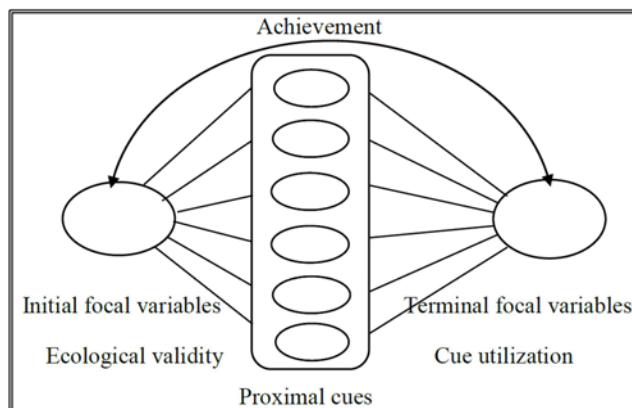 Achievement
Initial focal variables
Terminal focal variables
Ecological validity
Cue utilization
Proximal cues